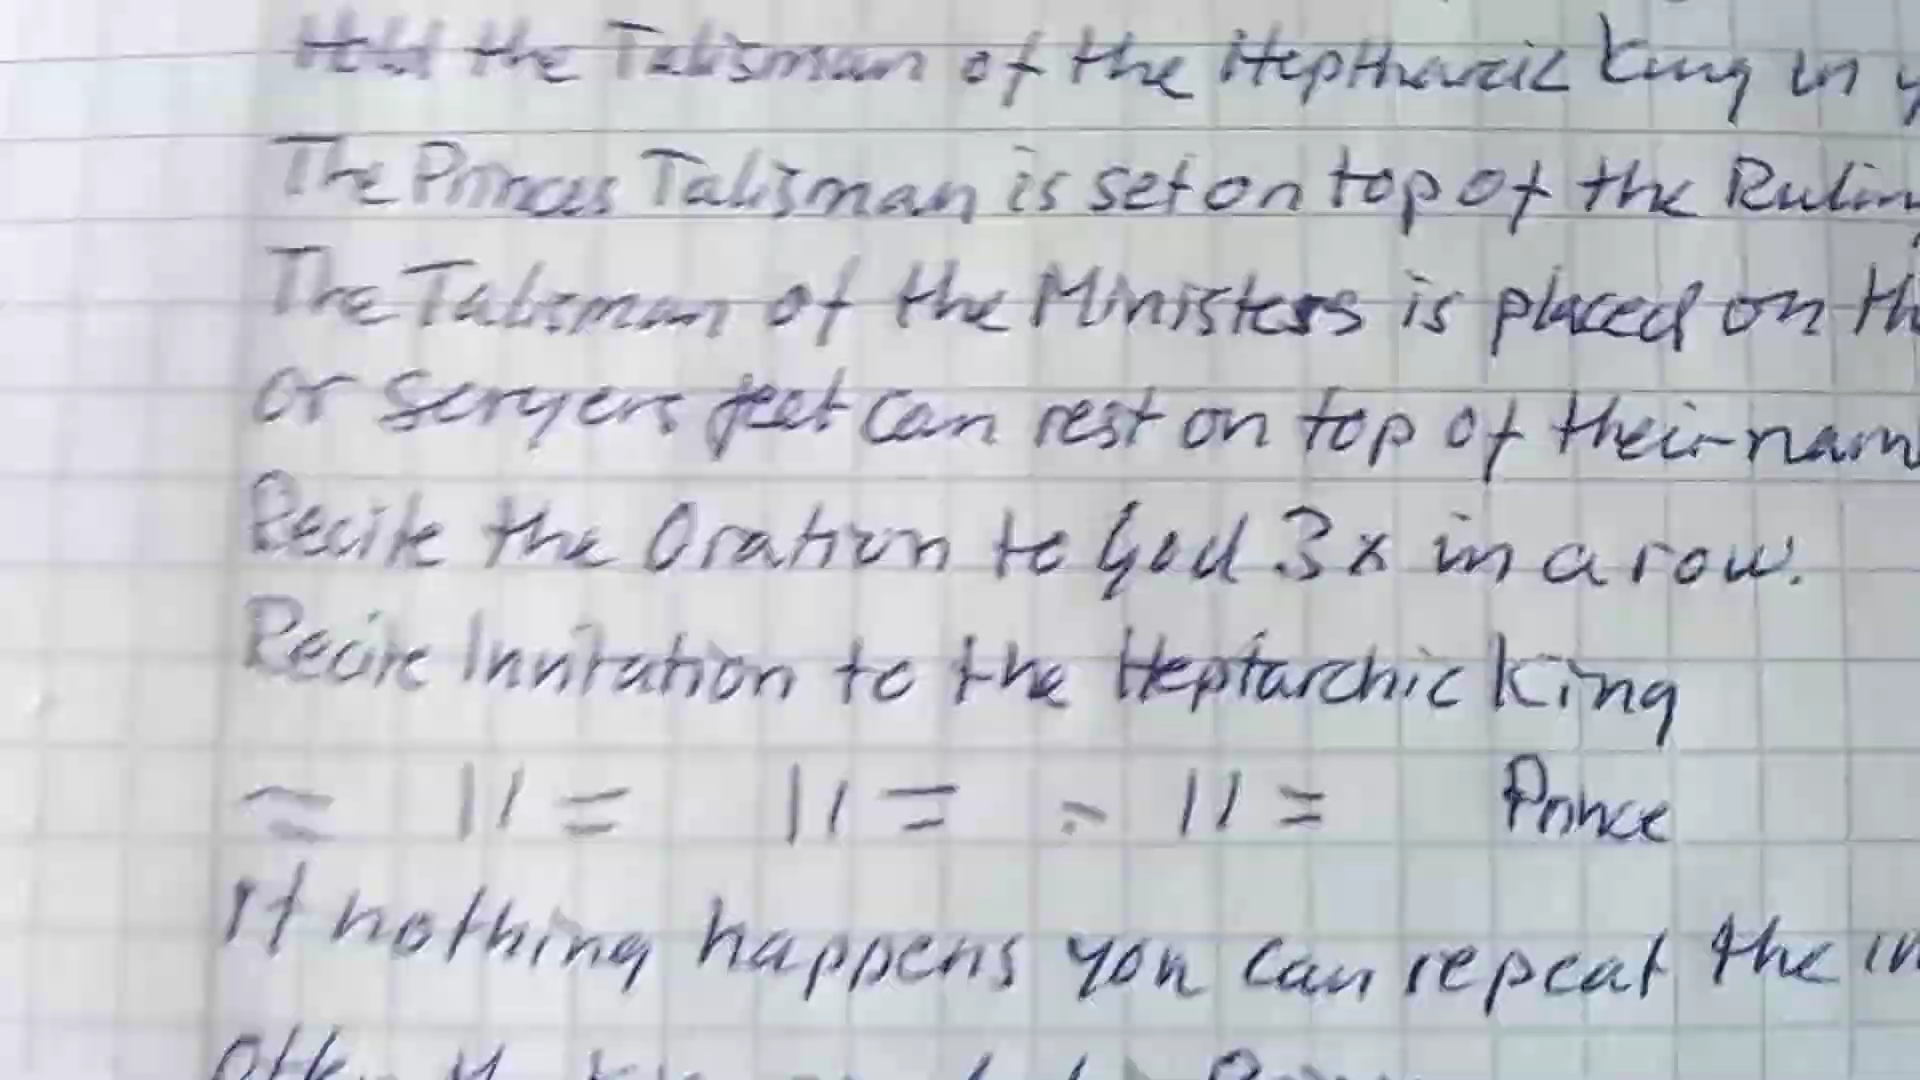 Hold the Talisman of the Heptharcic King in y
The Princes Talisman is set on top of the Rulin
The Talisman of the Ministers is placed on th
or scryers feet can rest on top of their nam
Recite the Oration to God 3x in a row.
Recite Invitation to the Heptarchic King
= 11 = 11 = - 11 = Prince
If nothing happens you can repeat the in